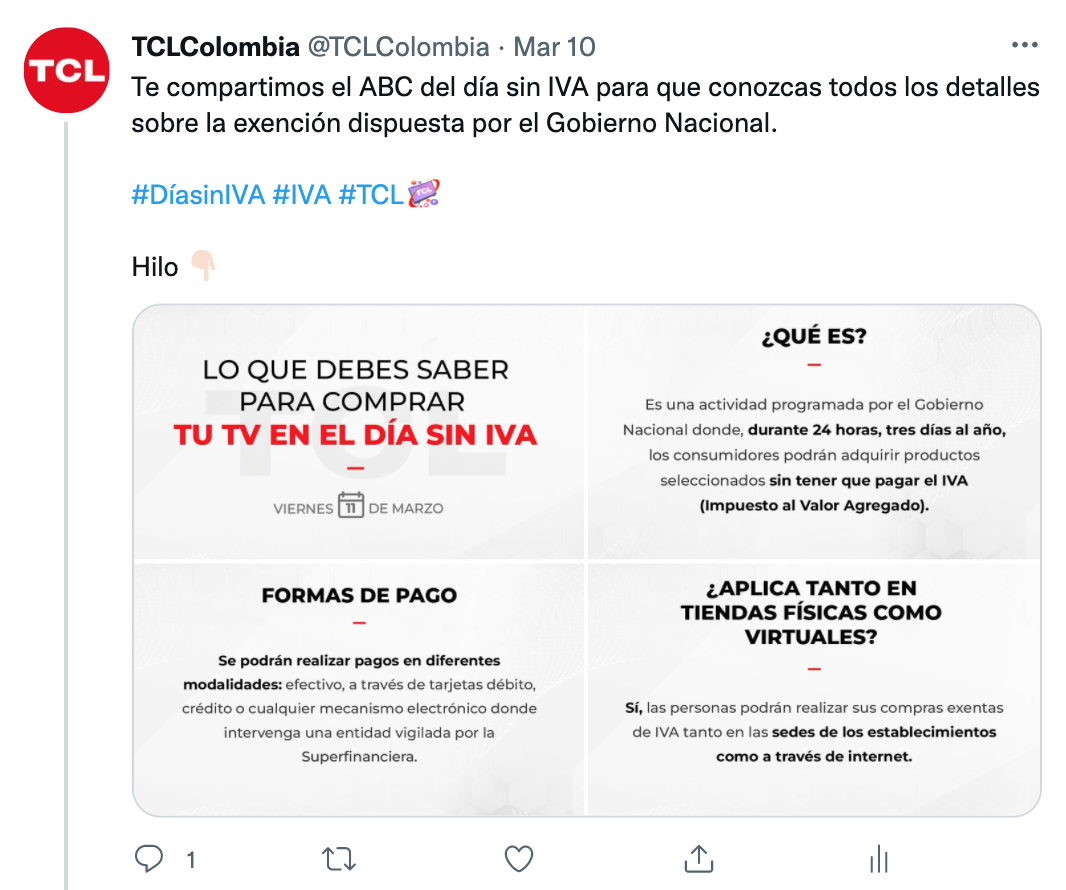 TCL
TCLColombia @TCLColombia · Mar 10
Te compartimos el ABC del día sin IVA para que conozcas todos los detalles
sobre la exención dispuesta por el Gobierno Nacional.
#DíasinIVA #IVA #TCL
Hilo
LO QUE DEBES SABER
PARA COMPRAR
TU TV EN EL DÍA SIN IVA
VIERNES 11 DE MARZO
¿QUÉ ES?
Es una actividad programada por el Gobierno
Nacional donde, durante 24 horas, tres días al año,
los consumidores podrán adquirir productos
seleccionados sin tener que pagar el IVA
(Impuesto al Valor Agregado).
FORMAS DE PAGO
Se podrán realizar pagos en diferentes
modalidades: efectivo, a través de tarjetas débito,
crédito o cualquier mecanismo electrónico donde
intervenga una entidad vigilada por la
Superfinanciera.
¿APLICA TANTO EN
TIENDAS FÍSICAS COMO
VIRTUALES?
Sí, las personas podrán realizar sus compras exentas
de IVA tanto en las sedes de los establecimientos
como a través de internet.
1